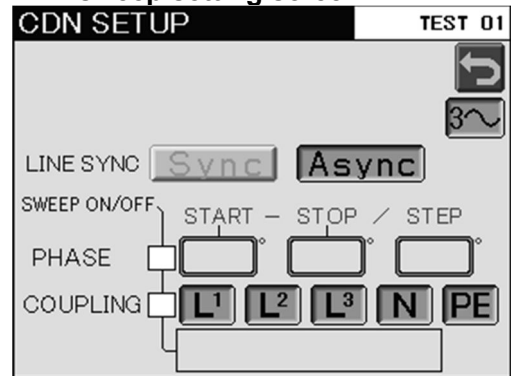 CDN SETUP TEST 01
3
LINE SYNC Sync Async
SWEEP ON/OFF START – STOP / STEP
PHASE ° ° °
COUPLING L¹ L² L³ N PE